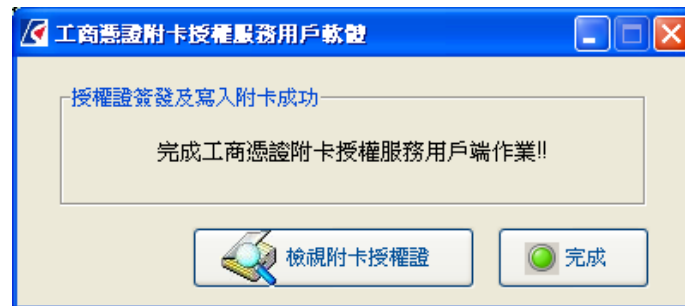 工商憑證附卡授權服務用戶軟體
授權證簽發及寫入附卡成功
完成工商憑證附卡授權服務用戶端作業!!
檢視附卡授權證
完成